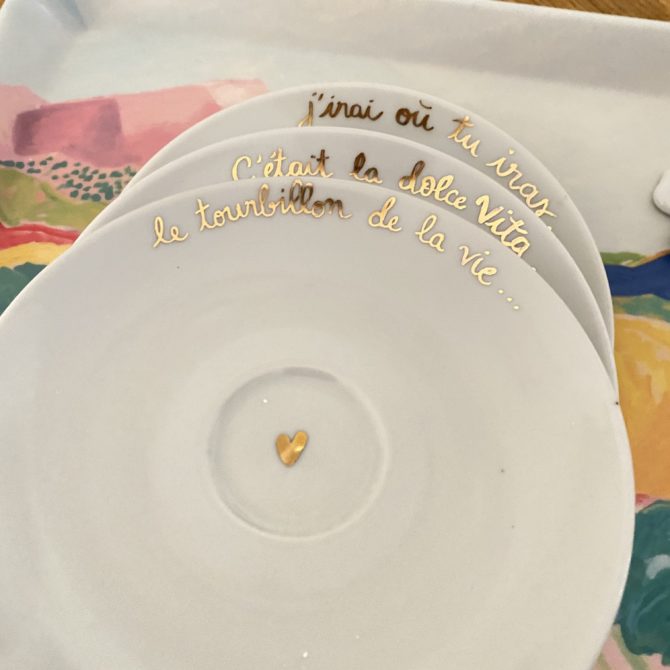 j'irai où tu iras.
C'était la dolce Vita.
le tourbillon de la vie...